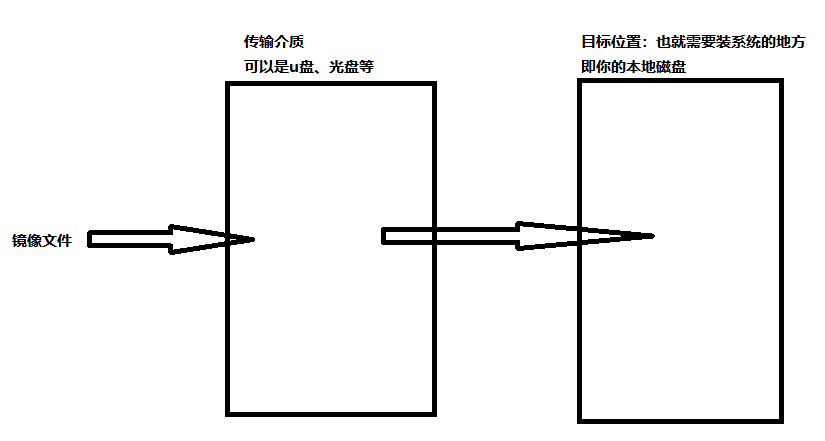 传输介质
可以是u盘、光盘等
目标位置：也就需要装系统的地方
即你的本地磁盘
镜像文件